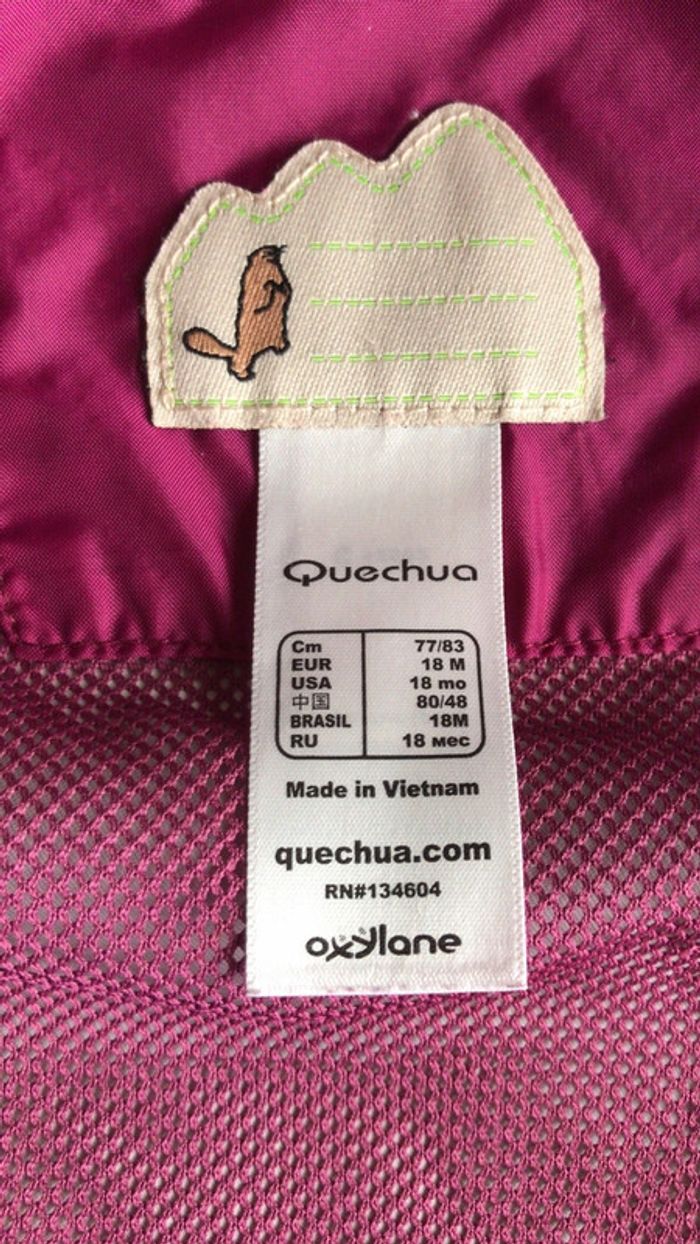 Quechua
Cm 77/83
EUR 18 M
USA 18 mo
中国 80/48
BRASIL 18M
RU 18 мес
Made in Vietnam
quechua.com
RN#134604
oxylane